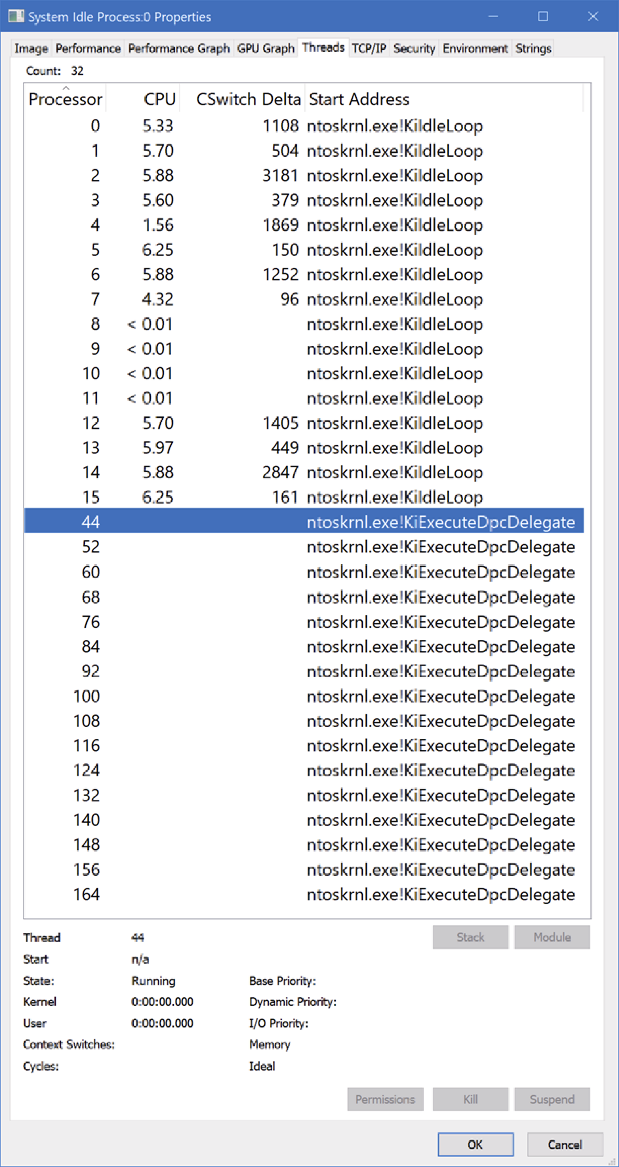 System Idle Process:0 Properties
Image Performance Performance Graph GPU Graph Threads TCP/IP Security Environment Strings
Count: 32
Processor CPU CSwitch Delta Start Address
0 5.33 1108 ntoskrnl.exe!KiIdleLoop
1 5.70 504 ntoskrnl.exe!KiIdleLoop
2 5.88 3181 ntoskrnl.exe!KiIdleLoop
3 5.60 379 ntoskrnl.exe!KiIdleLoop
4 1.56 1869 ntoskrnl.exe!KiIdleLoop
5 6.25 150 ntoskrnl.exe!KiIdleLoop
6 5.88 1252 ntoskrnl.exe!KiIdleLoop
7 4.32 96 ntoskrnl.exe!KiIdleLoop
8 < 0.01 ntoskrnl.exe!KiIdleLoop
9 < 0.01 ntoskrnl.exe!KiIdleLoop
10 < 0.01 ntoskrnl.exe!KiIdleLoop
11 < 0.01 ntoskrnl.exe!KiIdleLoop
12 5.70 1405 ntoskrnl.exe!KiIdleLoop
13 5.97 449 ntoskrnl.exe!KiIdleLoop
14 5.88 2847 ntoskrnl.exe!KiIdleLoop
15 6.25 161 ntoskrnl.exe!KiIdleLoop
44 ntoskrnl.exe!KiExecuteDpcDelegate
52 ntoskrnl.exe!KiExecuteDpcDelegate
60 ntoskrnl.exe!KiExecuteDpcDelegate
68 ntoskrnl.exe!KiExecuteDpcDelegate
76 ntoskrnl.exe!KiExecuteDpcDelegate
84 ntoskrnl.exe!KiExecuteDpcDelegate
92 ntoskrnl.exe!KiExecuteDpcDelegate
100 ntoskrnl.exe!KiExecuteDpcDelegate
108 ntoskrnl.exe!KiExecuteDpcDelegate
116 ntoskrnl.exe!KiExecuteDpcDelegate
124 ntoskrnl.exe!KiExecuteDpcDelegate
132 ntoskrnl.exe!KiExecuteDpcDelegate
140 ntoskrnl.exe!KiExecuteDpcDelegate
148 ntoskrnl.exe!KiExecuteDpcDelegate
156 ntoskrnl.exe!KiExecuteDpcDelegate
164 ntoskrnl.exe!KiExecuteDpcDelegate
Thread 44 Stack Module
Start n/a
State: Running Base Priority:
Kernel 0:00:00.000 Dynamic Priority:
User 0:00:00.000 I/O Priority:
Context Switches: Memory
Cycles: Ideal
Permissions Kill Suspend
OK Cancel